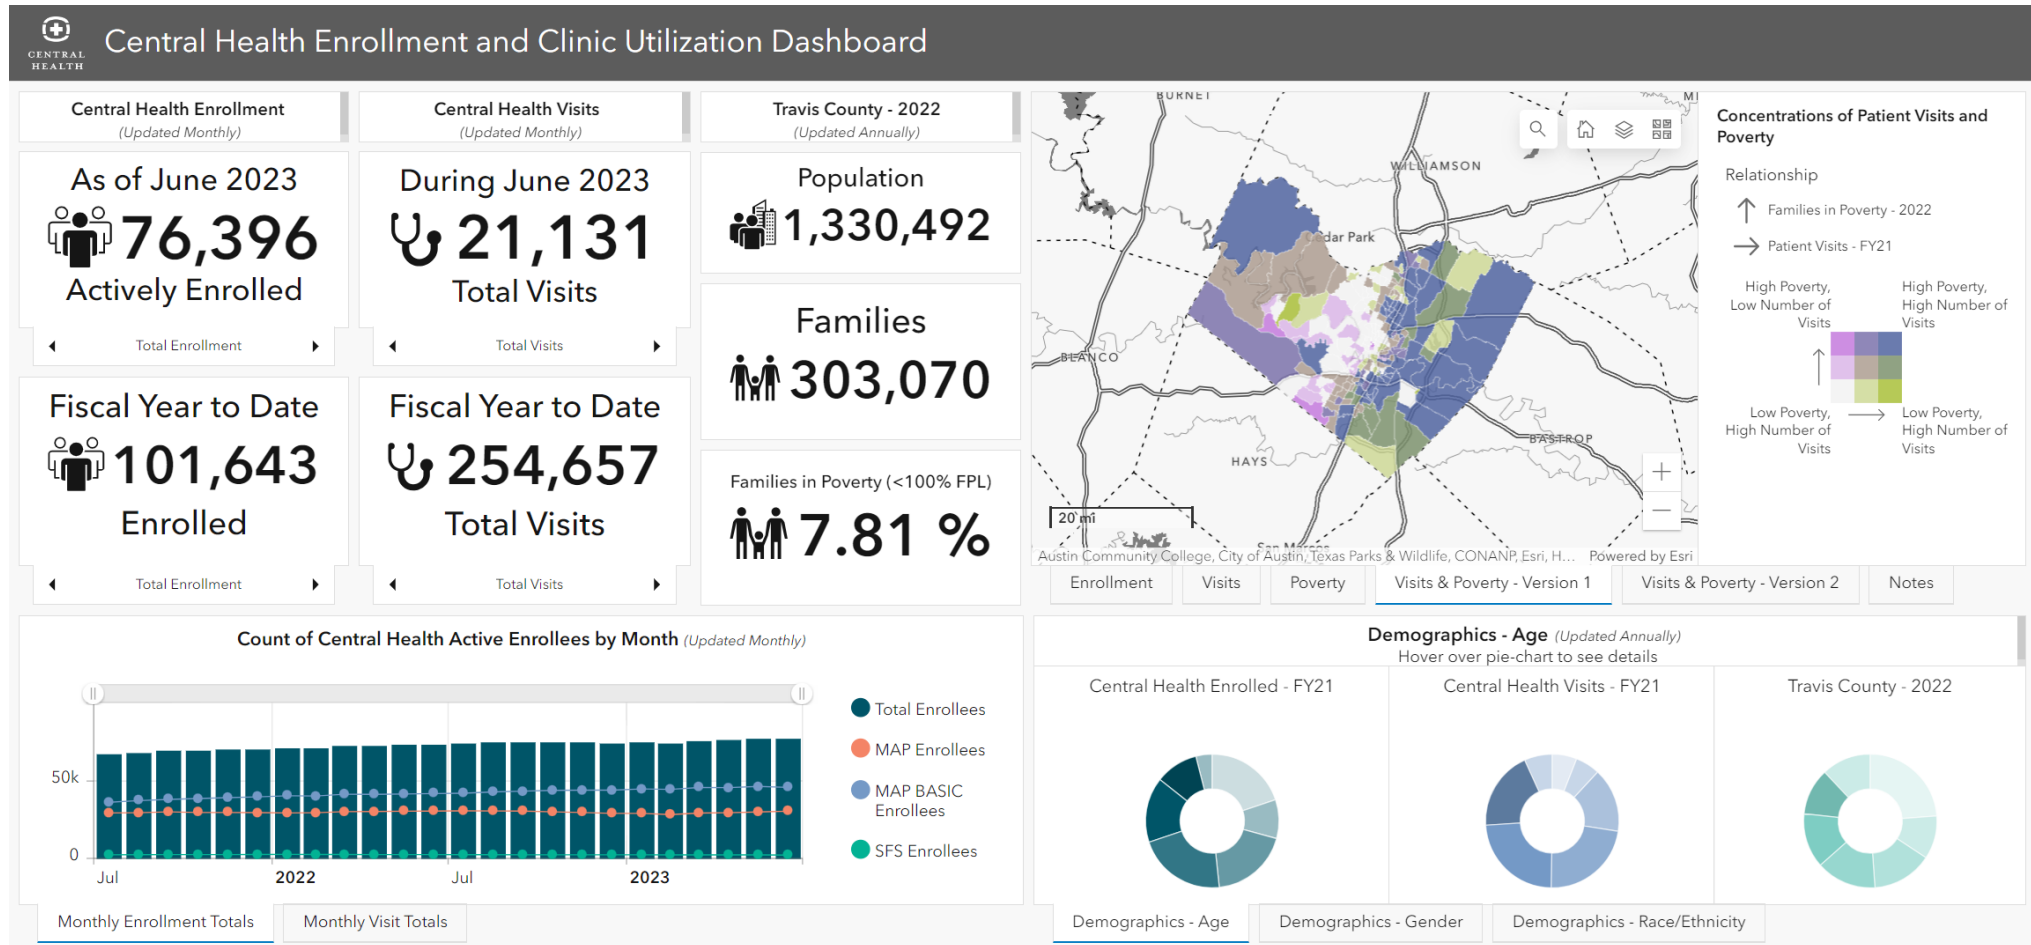 CENTRAL
HEALTH
Central Health Enrollment and Clinic Utilization Dashboard
Central Health Enrollment
(Updated Monthly)
As of June 2023
76,396
Actively Enrolled
Total Enrollment
Fiscal Year to Date
101,643
Enrolled
Total Enrollment
Central Health Visits
(Updated Monthly)
During June 2023
21,131
Total Visits
Total Visits
Fiscal Year to Date
254,657
Total Visits
Total Visits
Travis County - 2022
(Updated Annually)
Population
1,330,492
Families
303,070
Families in Poverty (<100% FPL)
7.81 %
BURNET
MI
WILLIAMSON
dar Park
BLANCO
BASTROP
HAYS
20 mi
San Marcos
Austin Community College, City of Austin, Texas Parks & Wildlife, CONANP, Esri, H...
Powered by Esri
Concentrations of Patient Visits and
Poverty
Relationship
Families in Poverty - 2022
Patient Visits - FY21
High Poverty,
Low Number of
Visits
High Poverty,
High Number of
Visits
Low Poverty,
High Number of
Visits
Low Poverty,
High Number of
Visits
Enrollment
Visits
Poverty
Visits & Poverty - Version 1
Visits & Poverty - Version 2
Notes
Count of Central Health Active Enrollees by Month (Updated Monthly)
50k
0
Jul
2022
Jul
2023
Total Enrollees
MAP Enrollees
MAP BASIC
Enrollees
SFS Enrollees
Monthly Enrollment Totals
Monthly Visit Totals
Demographics - Age (Updated Annually)
Hover over pie-chart to see details
Central Health Enrolled - FY21
Central Health Visits - FY21
Travis County - 2022
Demographics - Age
Demographics - Gender
Demographics - Race/Ethnicity